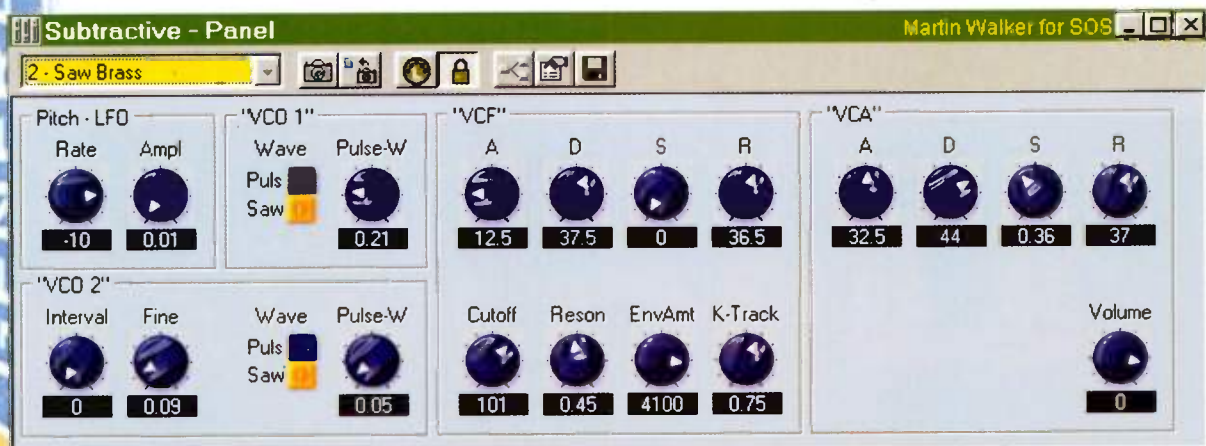 Subtractive - Panel
Martin Walker for SOS
2 - Saw Brass
Pitch - LFO
Rate Ampl
-10 0.01
"VCO 1"
Wave Pulse-W
Puls
Saw
0.21
"VCF"
A D S R
12.5 37.5 0 36.5
"VCA"
A D S R
32.5 44 0.36 37
"VCO 2"
Interval Fine Wave Pulse-W
Puls
Saw
0 0.09 0.05
Cutoff Reson EnvAmt K-Track
101 0.45 4100 0.75
Volume
0